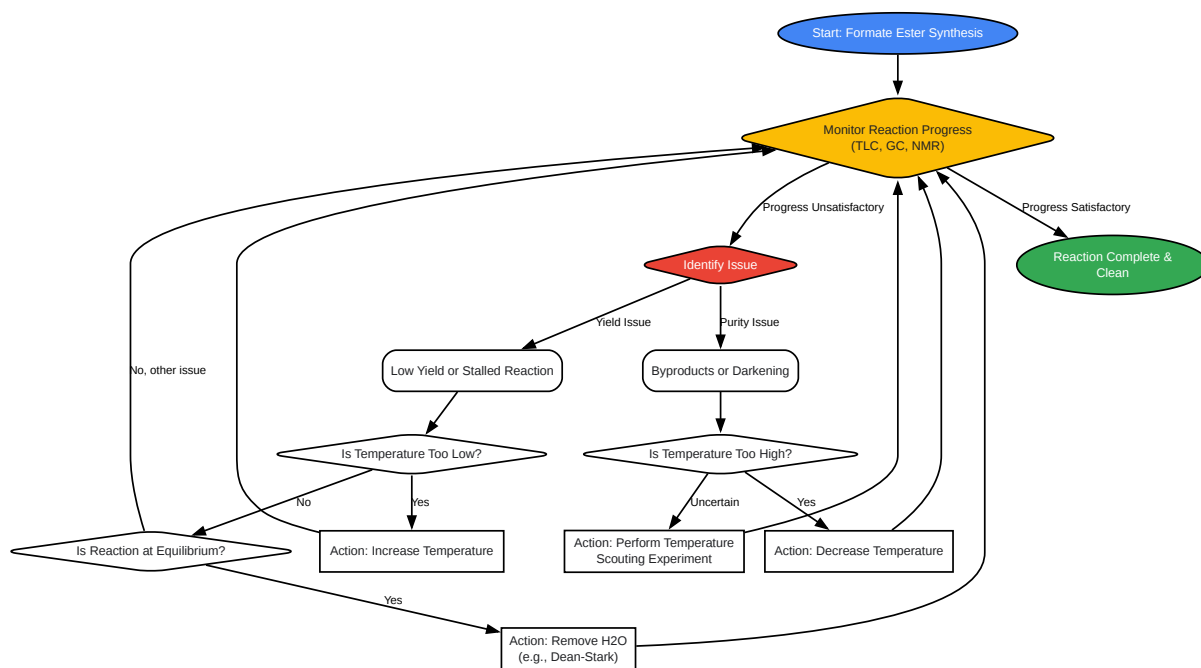 Start: Formate Ester Synthesis
Monitor Reaction Progress
(TLC, GC, NMR)
Progress Unsatisfactory
Progress Satisfactory
Identify Issue
Reaction Complete &
Clean
Yield Issue
Purity Issue
No, other issue
Low Yield or Stalled Reaction
Byproducts or Darkening
Is Temperature Too Low?
Is Temperature Too High?
No
Yes
Uncertain
Yes
Is Reaction at Equilibrium?
Action: Increase Temperature
Action: Perform Temperature
Scouting Experiment
Action: Decrease Temperature
Yes
Action: Remove H2O
(e.g., Dean-Stark)